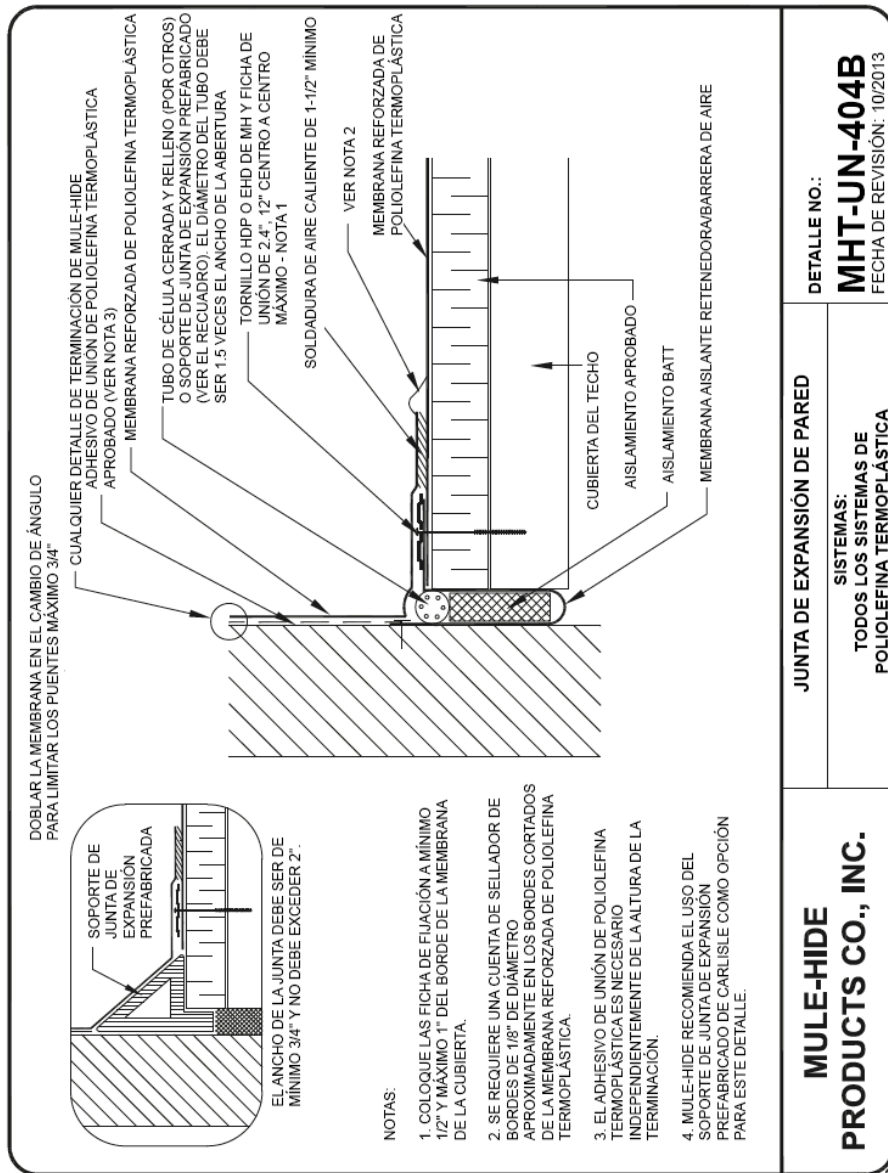 DOBLAR LA MEMBRANA EN EL CAMBIO DE ÁNGULO
PARA LIMITAR LOS PUENTES MÁXIMO 3/4"
CUALQUIER DETALLE DE TERMINACIÓN DE MULE-HIDE
ADHESIVO DE UNIÓN DE POLIOLEFINA TERMOPLÁSTICA
APROBADO (VER NOTA 3)
MEMBRANA REFORZADA DE POLIOLEFINA TERMOPLÁSTICA
TUBO DE CÉLULA CERRADA Y RELLENO (POR OTROS)
O SOPORTE DE JUNTA DE EXPANSIÓN PREFABRICADO
(VER EL RECUADRO). EL DIÁMETRO DEL TUBO DEBE
SER 1.5 VECES EL ANCHO DE LA ABERTURA
TORNILLO HDP O EHD DE MH Y FICHA DE
UNIÓN DE 2.4", 12" CENTRO A CENTRO
MÁXIMO - NOTA 1
SOLDADURA DE AIRE CALIENTE DE 1-1/2" MÍNIMO
VER NOTA 2
MEMBRANA REFORZADA DE
POLIOLEFINA TERMOPLÁSTICA
CUBIERTA DEL TECHO
AISLAMIENTO APROBADO
AISLAMIENTO BATT
MEMBRANA AISLANTE RETENEDORA/BARRERA DE AIRE
SOPORTE DE
JUNTA DE
EXPANSIÓN
PREFABRICADA
EL ANCHO DE LA JUNTA DEBE SER DE
MÍNIMO 3/4" Y NO DEBE EXCEDER 2".
NOTAS:
1. COLOQUE LAS FICHA DE FIJACIÓN A MÍNIMO
1/2" Y MÁXIMO 1" DEL BORDE DE LA MEMBRANA
DE LA CUBIERTA.
2. SE REQUIERE UNA CUENTA DE SELLADOR DE
BORDES DE 1/8" DE DIÁMETRO
APROXIMADAMENTE EN LOS BORDES CORTADOS
DE LA MEMBRANA REFORZADA DE POLIOLEFINA
TERMOPLÁSTICA.
3. EL ADHESIVO DE UNIÓN DE POLIOLEFINA
TERMOPLÁSTICA ES NECESARIO
INDEPENDIENTEMENTE DE LA ALTURA DE LA
TERMINACIÓN.
4. MULE-HIDE RECOMIENDA EL USO DEL
SOPORTE DE JUNTA DE EXPANSIÓN
PREFABRICADO DE CARLISLE COMO OPCIÓN
PARA ESTE DETALLE.
MULE-HIDE
PRODUCTS CO., INC.
JUNTA DE EXPANSIÓN DE PARED
SISTEMAS:
TODOS LOS SISTEMAS DE
POLIOLEFINA TERMOPLÁSTICA
DETALLE NO.:
MHT-UN-404B
FECHA DE REVISIÓN: 10/2013